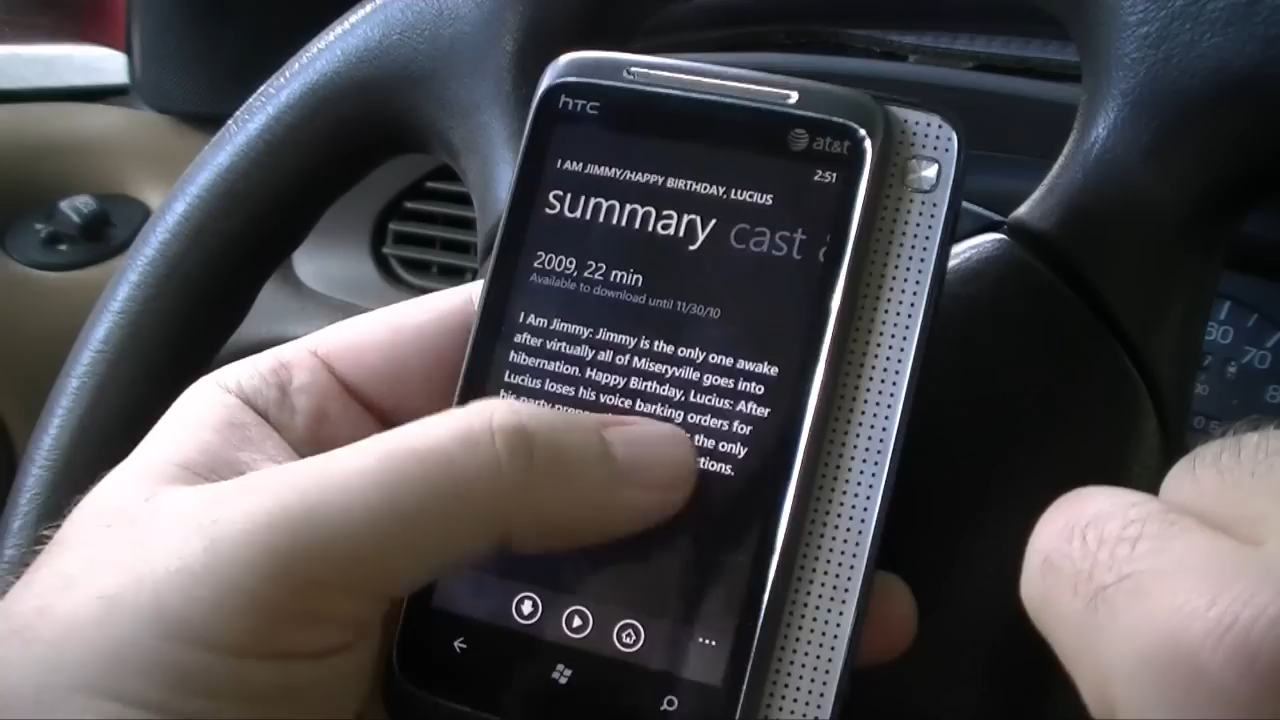 hTC
at&t
2:51
I AM JIMMY/HAPPY BIRTHDAY, LUCIUS
summary cast
2009, 22 min
Available to download until 11/30/10
I Am Jimmy: Jimmy is the only one awake
after virtually all of Miseryville goes into
hibernation. Happy Birthday, Lucius: After
Lucius loses his voice barking orders for
his party
the only
70